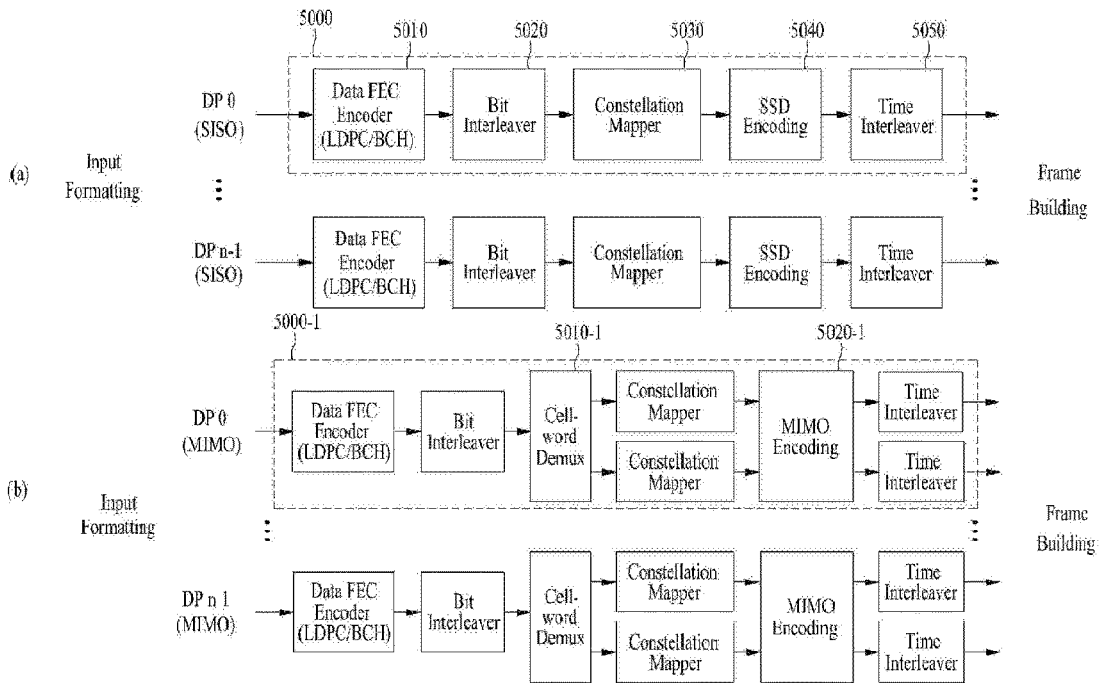 5000
5010
5020
5030
5040
5050
(a)
Input
Formatting
DP 0
(SISO)
Data FEC
Encoder
(LDPC/BCH)
Bit
Interleaver
Constellation
Mapper
SSD
Encoding
Time
Interleaver
Frame
Building
DP n-1
(SISO)
Data FEC
Encoder
(LDPC/BCH)
Bit
Interleaver
Constellation
Mapper
SSD
Encoding
Time
Interleaver
5000-1
5010-1
5020-1
(b)
Input
Formatting
DP 0
(MIMO)
Data FEC
Encoder
(LDPC/BCH)
Bit
Interleaver
Cell-
word
Demux
Constellation
Mapper
Constellation
Mapper
MIMO
Encoding
Time
Interleaver
Time
Interleaver
Frame
Building
DP n-1
(MIMO)
Data FEC
Encoder
(LDPC/BCH)
Bit
Interleaver
Cell-
word
Demux
Constellation
Mapper
Constellation
Mapper
MIMO
Encoding
Time
Interleaver
Time
Interleaver